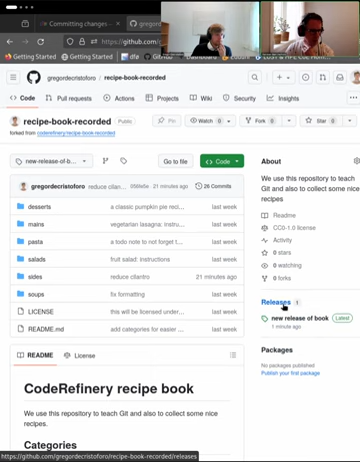 Committing changes -
gregordec
https://github.com/g
Getting Started
Getting Started
GitHub
gregordecristoforo / recipe-book-recorded
Code
Pull requests
Actions
Projects
Wiki
Security
Insights
recipe-book-recorded Public
Pin
Watch 0
Fork 0
Star 0
forked from coderefinery/recipe-book-recorded
new-release-of-b...
Go to file
Code
gregordecristoforo reduce cilan... 21 minutes ago 26 Commits
desserts a classic pumpkin pie reci... last week
mains vegetarian lasagna: instru... last week
pasta a todo note to not forget t... last week
salads fruit salad: instructions last week
sides reduce cilantro 21 minutes ago
soups fix formatting last week
LICENSE this will be licensed under... last week
README.md add categories for easier ... last week
README
License
CodeRefinery recipe book
We use this repository to teach Git and also to collect some nice
recipes.
Categories
About
We use this repository to teach
Git and also to collect some nice
recipes
Readme
CC0-1.0 license
Activity
0 stars
0 watching
0 forks
Releases 1
new release of book Latest
1 minute ago
Packages
No packages published
Publish your first package
https://github.com/gregordecristoforo/recipe-book-recorded/releases